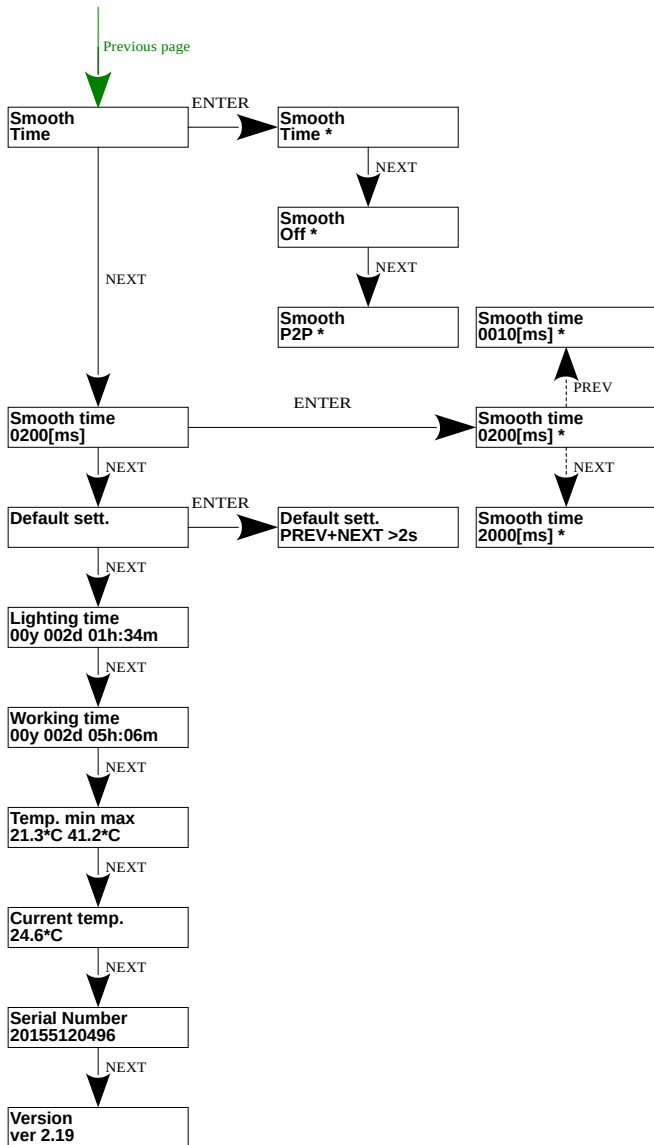 Previous page
ENTER
Smooth
Time
Smooth
Time *
NEXT
Smooth
Off *
NEXT
NEXT
Smooth
P2P *
Smooth time
0010[ms] *
PREV
Smooth time
0200[ms]
ENTER
Smooth time
0200[ms] *
NEXT
NEXT
ENTER
Default sett.
Default sett.
PREV+NEXT >2s
Smooth time
2000[ms] *
NEXT
Lighting time
00y 002d 01h:34m
NEXT
Working time
00y 002d 05h:06m
NEXT
Temp. min max
21.3*C 41.2*C
NEXT
Current temp.
24.6*C
NEXT
Serial Number
20155120496
NEXT
Version
ver 2.19